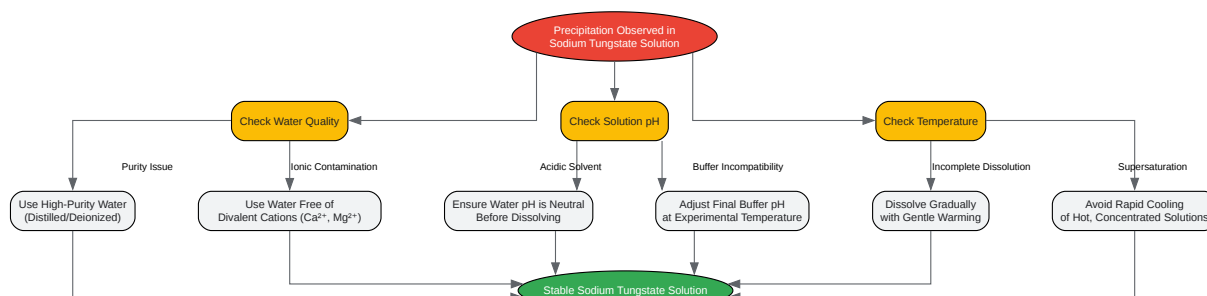 Precipitation Observed in
Sodium Tungstate Solution
Check Water Quality
Check Solution pH
Check Temperature
Purity Issue
Ionic Contamination
Acidic Solvent
Buffer Incompatibility
Incomplete Dissolution
Supersaturation
Use High-Purity Water
(Distilled/Deionized)
Use Water Free of
Divalent Cations (Ca²⁺, Mg²⁺)
Ensure Water pH is Neutral
Before Dissolving
Adjust Final Buffer pH
at Experimental Temperature
Dissolve Gradually
with Gentle Warming
Avoid Rapid Cooling
of Hot, Concentrated Solutions
Stable Sodium Tungstate Solution